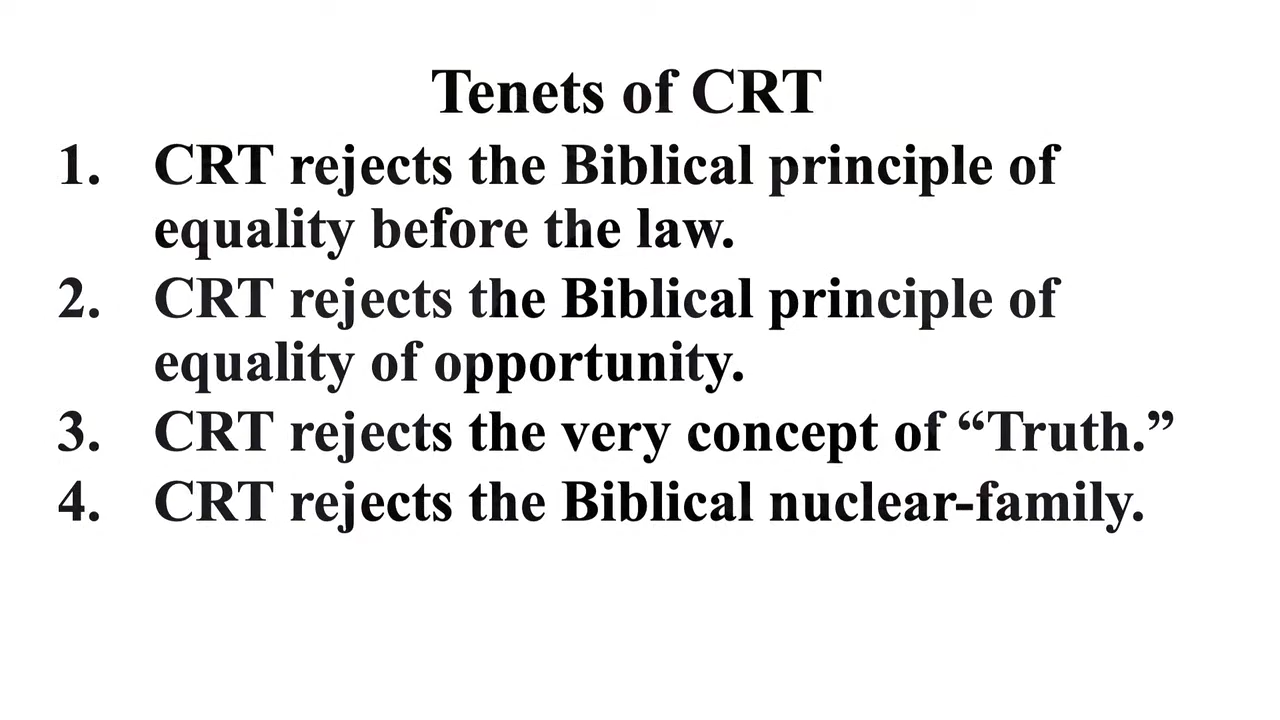 Tenets of CRT
1. CRT rejects the Biblical principle of
equality before the law.
2. CRT rejects the Biblical principle of
equality of opportunity.
3. CRT rejects the very concept of “Truth.”
4. CRT rejects the Biblical nuclear-family.